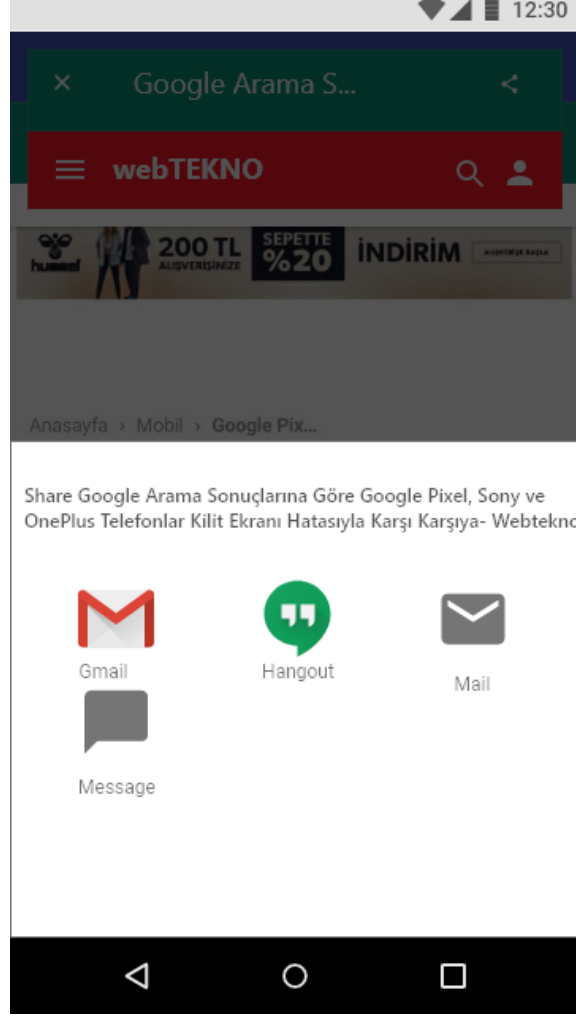 12:30
Google Arama S...
webTEKNO
hummel
200 TL
ALIŞVERİŞİNİZE
SEPETTE
%20
İNDİRİM
Anasayfa › Mobil › Google Pix...
Share Google Arama Sonuçlarına Göre Google Pixel, Sony ve
OnePlus Telefonlar Kilit Ekranı Hatasıyla Karşı Karşıya- Webtekno
Gmail
Hangout
Mail
Message